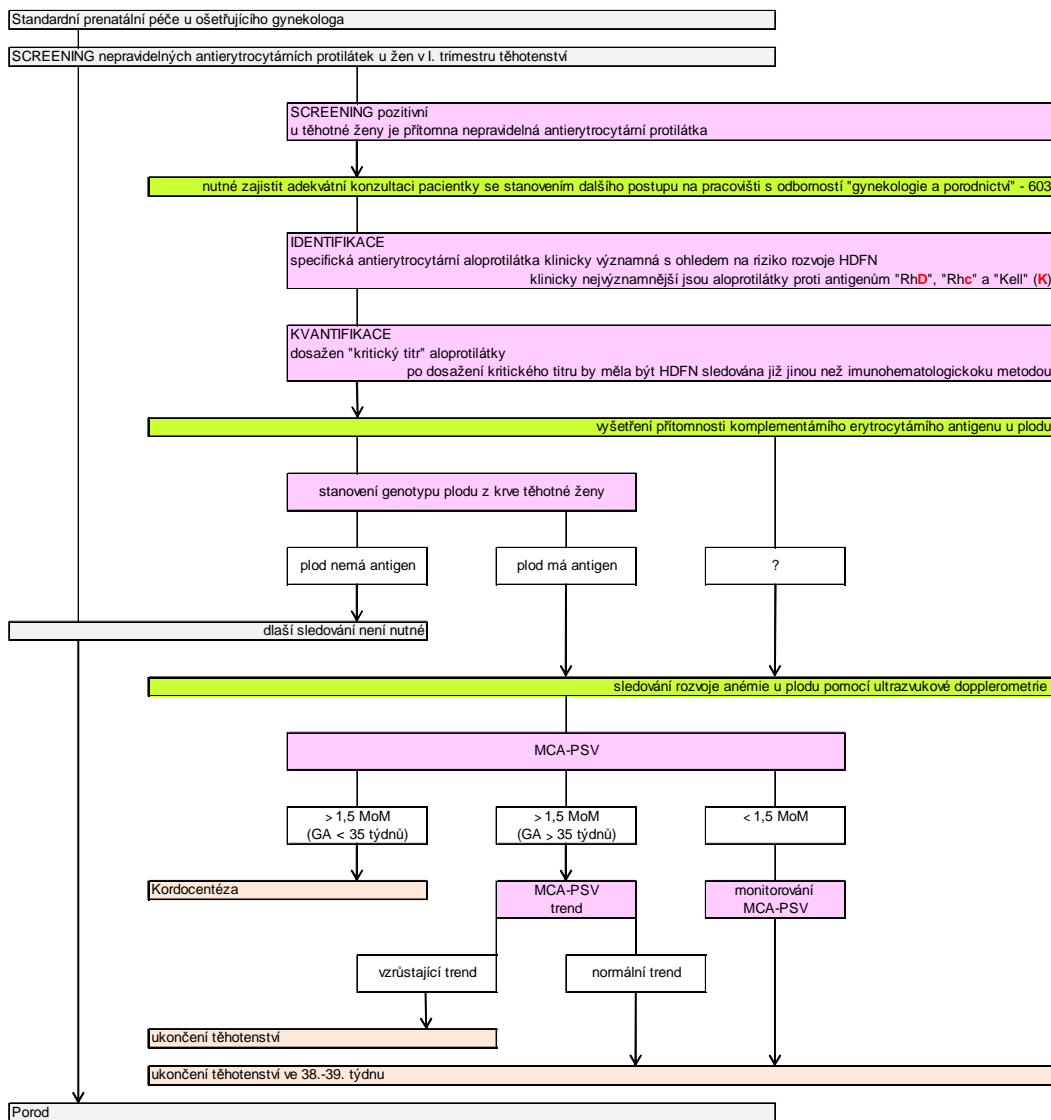 Standardní prenatální péče u ošetřujícího gynekologa
SCREENING nepravidelných antierytrocytárních protilátek u žen v I. trimestru těhotenství
SCREENING pozitivní
u těhotné ženy je přítomna nepravidelná antierytrocytární protilátka
nutné zajistit adekvátní konzultaci pacientky se stanovením dalšího postupu na pracovišti s odborností "gynekologie a porodnictví" - 603
IDENTIFIKACE
specifická antierytrocytární aloprotilátka klinicky významná s ohledem na riziko rozvoje HDFN
klinicky nejvýznamnější jsou aloprotilátky proti antigenům "RhD", "Rhc" a "Kell" (K)
KVANTIFIKACE
dosažen "kritický titr" aloprotilátky
po dosažení kritického titru by měla být HDFN sledována již jinou než imunohematologickoku metodou
vyšetření přítomnosti komplementárního erytrocytárního antigenu u plodu
stanovení genotypu plodu z krve těhotné ženy
plod nemá antigen
plod má antigen
?
dlaší sledování není nutné
sledování rozvoje anémie u plodu pomocí ultrazvukové dopplerometrie
MCA-PSV
> 1,5 MoM
(GA < 35 týdnů)
> 1,5 MoM
(GA > 35 týdnů)
< 1,5 MoM
Kordocentéza
MCA-PSV
trend
monitorování
MCA-PSV
vzrůstající trend
normální trend
ukončení těhotenství
ukončení těhotenství ve 38.-39. týdnu
Porod